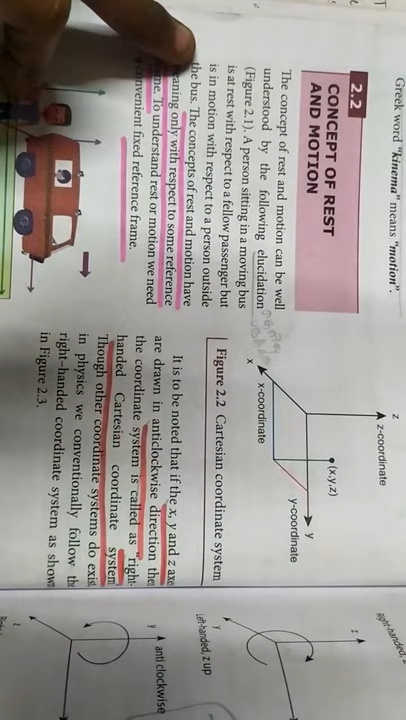 Greek word "kinema" means "motion".
2.2
CONCEPT OF REST
AND MOTION
The concept of rest and motion can be well
understood by the following elucidation
(Figure 2.1). A person sitting in a moving bus
is at rest with respect to a fellow passenger but
is in motion with respect to a person outside
the bus. The concepts of rest and motion have
only with respect to some reference
To understand rest or motion we need
convenient fixed reference frame.
z
z-coordinate
(x,y,z)
y
y-coordinate
x-coordinate
x
Figure 2.2 Cartesian coordinate system
It is to be noted that if the x, y and z axe
are drawn in anticlockwise direction the
the coordinate system is called as "right-
handed Cartesian coordinate system
Though other coordinate systems do exis
in physics we conventionally follow th
right-handed coordinate system as show
in Figure 2.3.
z
y
Left-handed, z up
y
anti clockwise
z